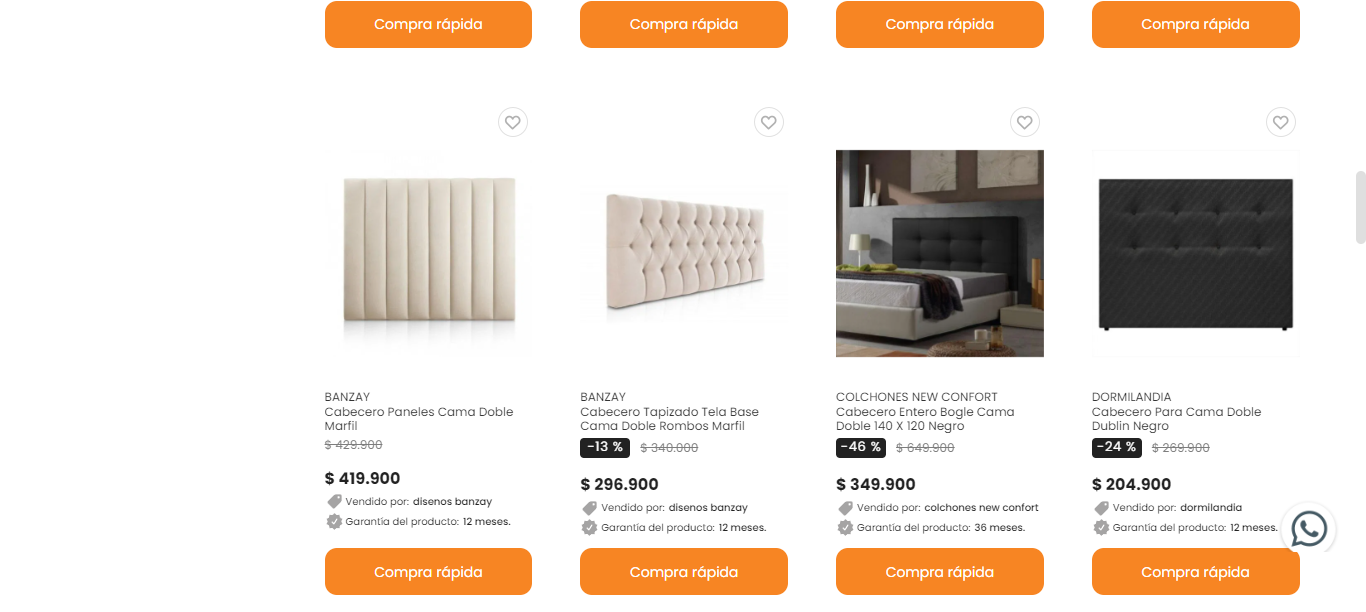 Compra rápida
Compra rápida
Compra rápida
Compra rápida
BANZAY
Cabecero Paneles Cama Doble
Marfil
$ 429.900
$ 419.900
Vendido por: disenos banzay
Garantía del producto: 12 meses.
Compra rápida
BANZAY
Cabecero Tapizado Tela Base
Cama Doble Rombos Marfil
-13 % $ 340.000
$ 296.900
Vendido por: disenos banzay
Garantía del producto: 12 meses.
Compra rápida
COLCHONES NEW CONFORT
Cabecero Entero Bogle Cama
Doble 140 X 120 Negro
-46 % $ 649.900
$ 349.900
Vendido por: colchones new confort
Garantía del producto: 36 meses.
Compra rápida
DORMILANDIA
Cabecero Para Cama Doble
Dublin Negro
-24 % $ 269.900
$ 204.900
Vendido por: dormilandia
Garantía del producto: 12 meses.
Compra rápida